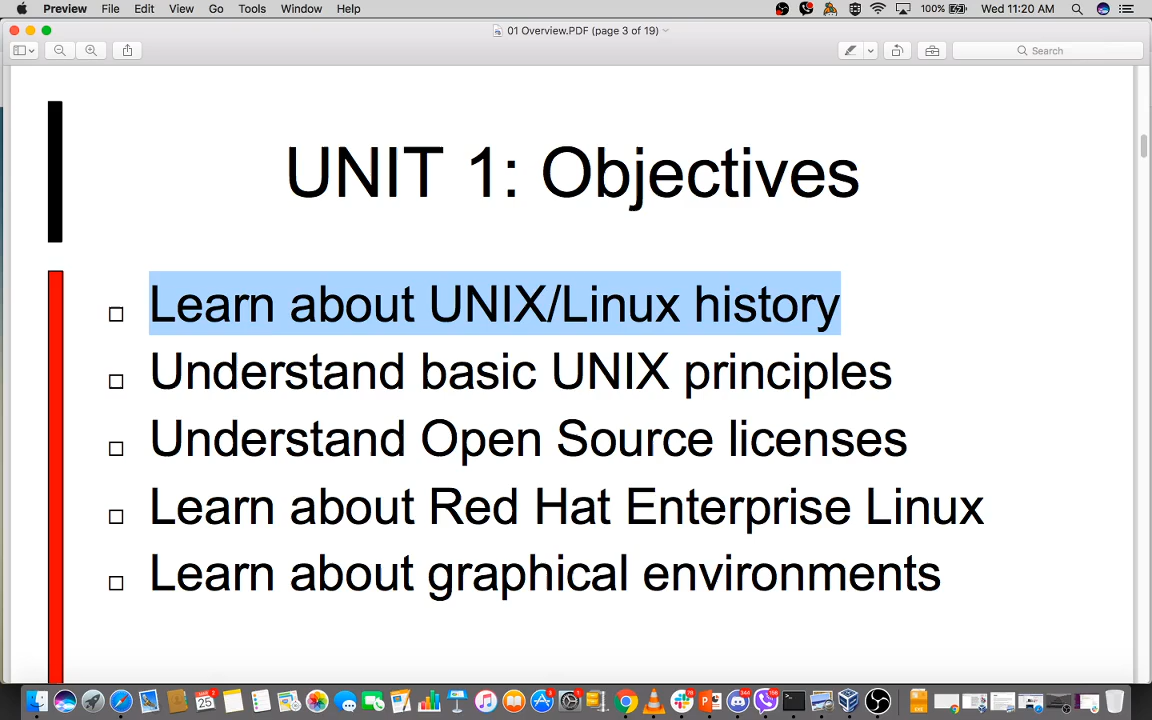 Preview File Edit View Go Tools Window Help 100% Wed 11:20 AM
01 Overview.PDF (page 3 of 19)
Search
UNIT 1: Objectives
Learn about UNIX/Linux history
Understand basic UNIX principles
Understand Open Source licenses
Learn about Red Hat Enterprise Linux
Learn about graphical environments
25